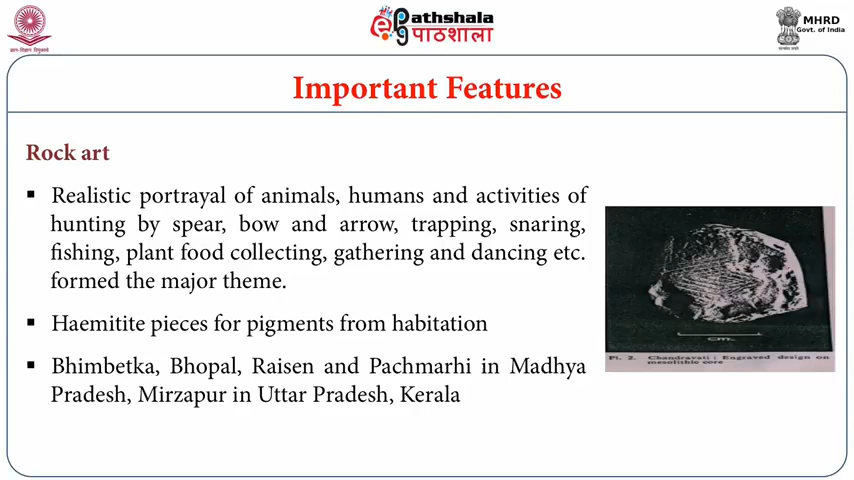 ePathshala
पाठशाला
MHRD
Govt. of India
Important Features
Rock art
▪ Realistic portrayal of animals, humans and activities of
hunting by spear, bow and arrow, trapping, snaring,
fishing, plant food collecting, gathering and dancing etc.
formed the major theme.
▪ Haemitite pieces for pigments from habitation
▪ Bhimbetka, Bhopal, Raisen and Pachmarhi in Madhya
Pradesh, Mirzapur in Uttar Pradesh, Kerala
cm.
Pl. 2. Chandravati : Engraved design on
mesolithic core